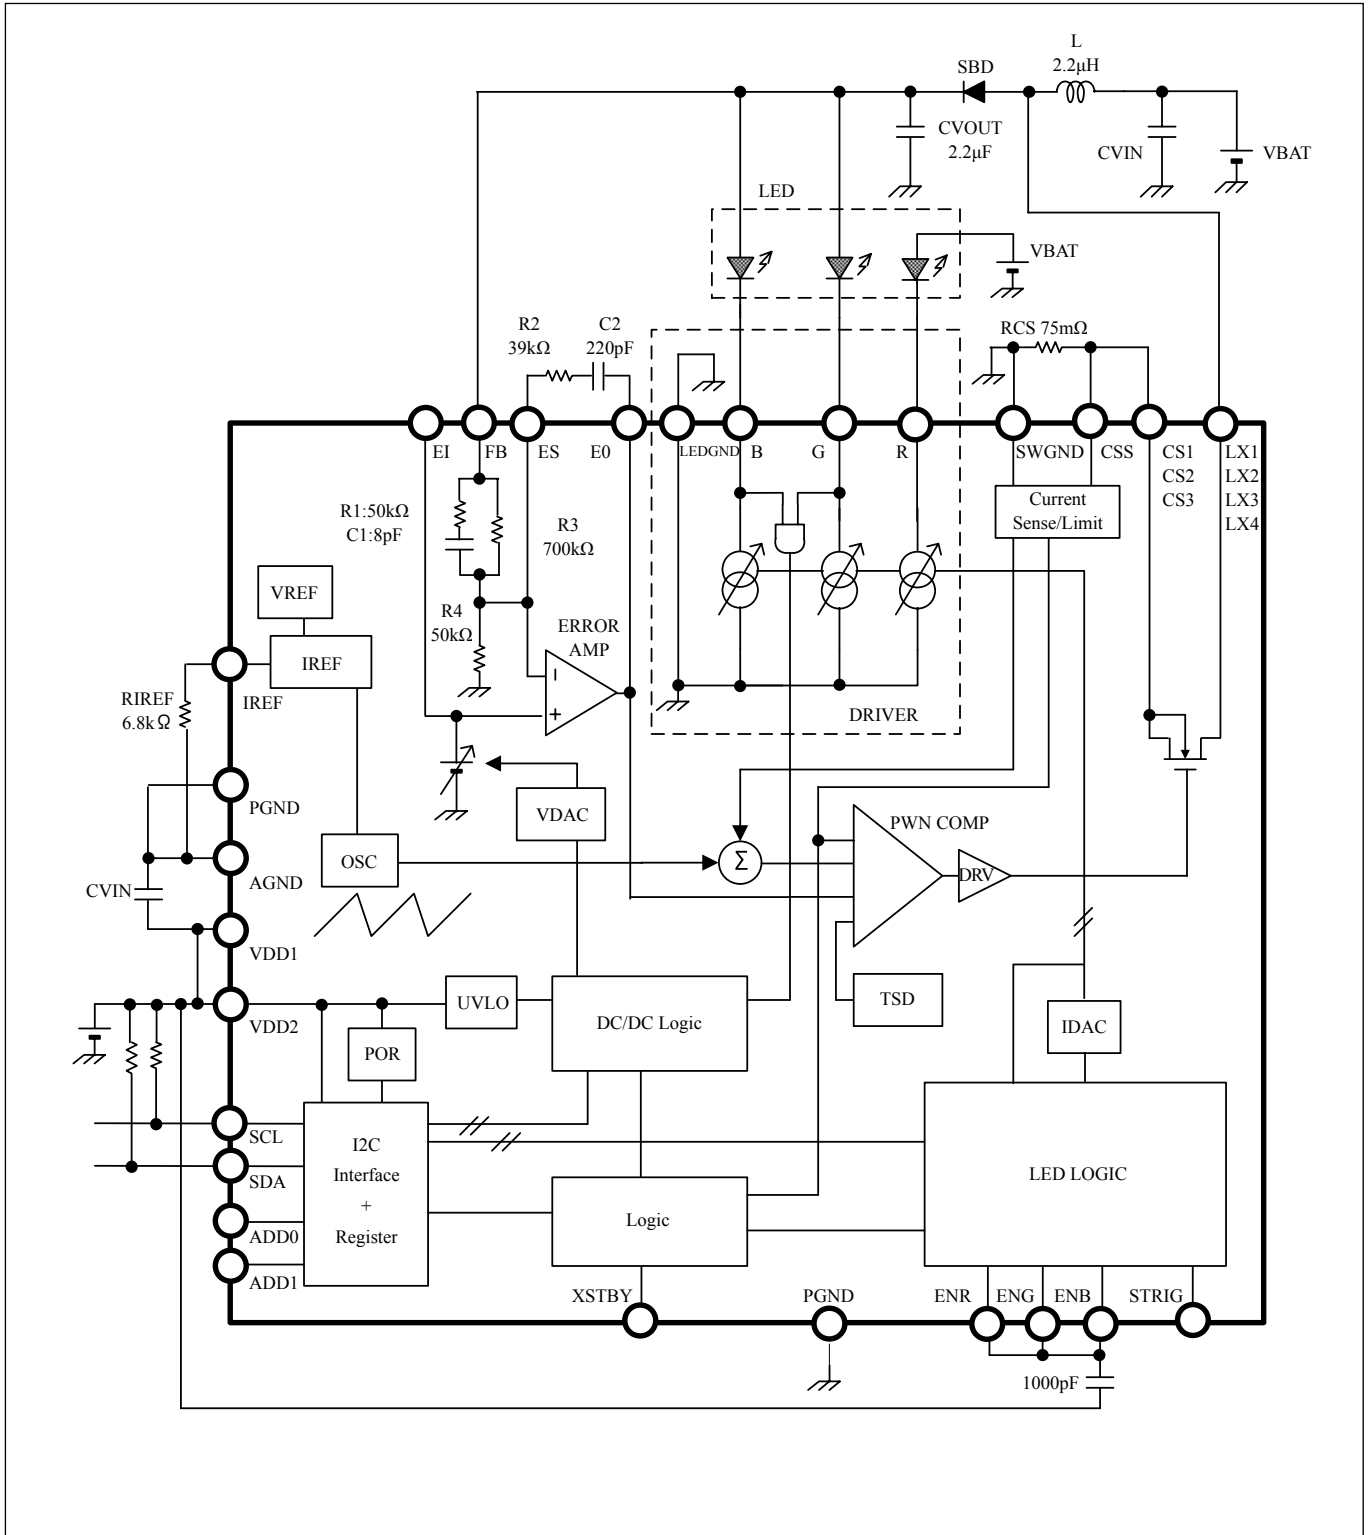 L
2.2μH
SBD
CVOUT
2.2μF
CVIN
VBAT
LED
VBAT
R2
39kΩ
C2
220pF
RCS 75mΩ
EI
FB
ES
E0
LEDGND
B
G
R
SWGND
CSS
CS1
CS2
CS3
LX1
LX2
LX3
LX4
R1:50kΩ
C1:8pF
R3
700kΩ
Current
Sense/Limit
VREF
R4
50kΩ
ERROR
AMP
IREF
IREF
RIREF
6.8kΩ
DRIVER
PGND
VDAC
PWN COMP
OSC
Σ
DRV
AGND
CVIN
VDD1
UVLO
DC/DC Logic
TSD
VDD2
IDAC
POR
SCL
I2C
Interface
+
Register
LED LOGIC
SDA
Logic
ADD0
ADD1
XSTBY
PGND
ENR
ENG
ENB
STRIG
1000pF